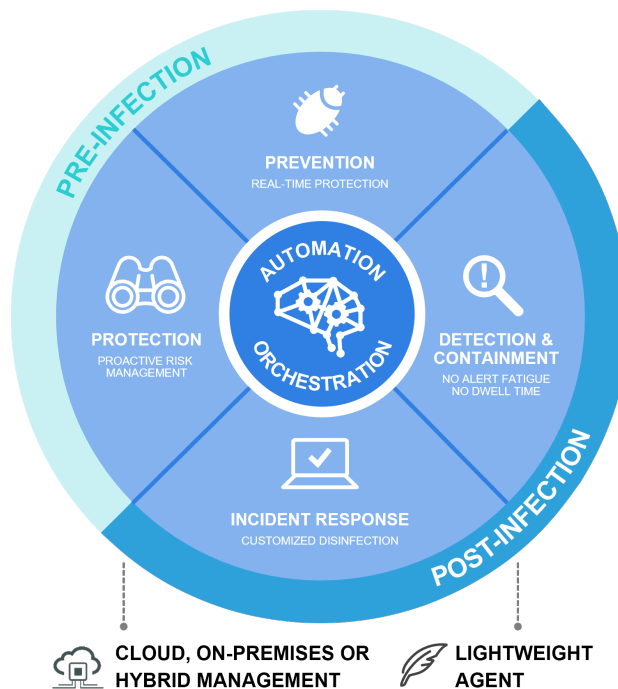 PRE-INFECTION
PREVENTION
REAL-TIME PROTECTION
AUTOMATION
ORCHESTRATION
PROTECTION
PROACTIVE RISK
MANAGEMENT
DETECTION &
CONTAINMENT
NO ALERT FATIGUE
NO DWELL TIME
INCIDENT RESPONSE
CUSTOMIZED DISINFECTION
POST-INFECTION
CLOUD, ON-PREMISES OR
HYBRID MANAGEMENT
LIGHTWEIGHT
AGENT